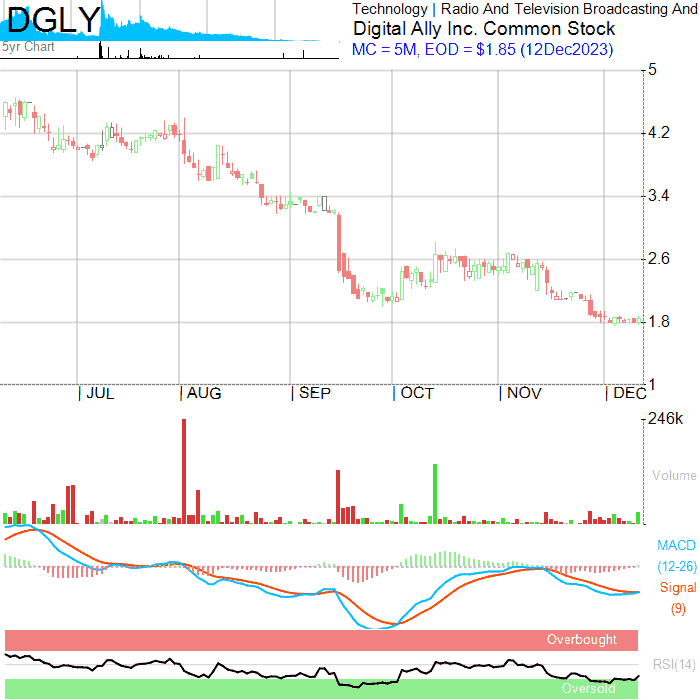 DGLY
5yr Chart
Technology | Radio And Television Broadcasting And
Digital Ally Inc. Common Stock
MC = 5M, EOD = $1.85 (12Dec2023)
5
4.2
3.4
2.6
1.8
1
JUL AUG SEP OCT NOV DEC
246k
Volume
MACD
(12-26)
Signal
(9)
Overbought
RSI(14)
Oversold